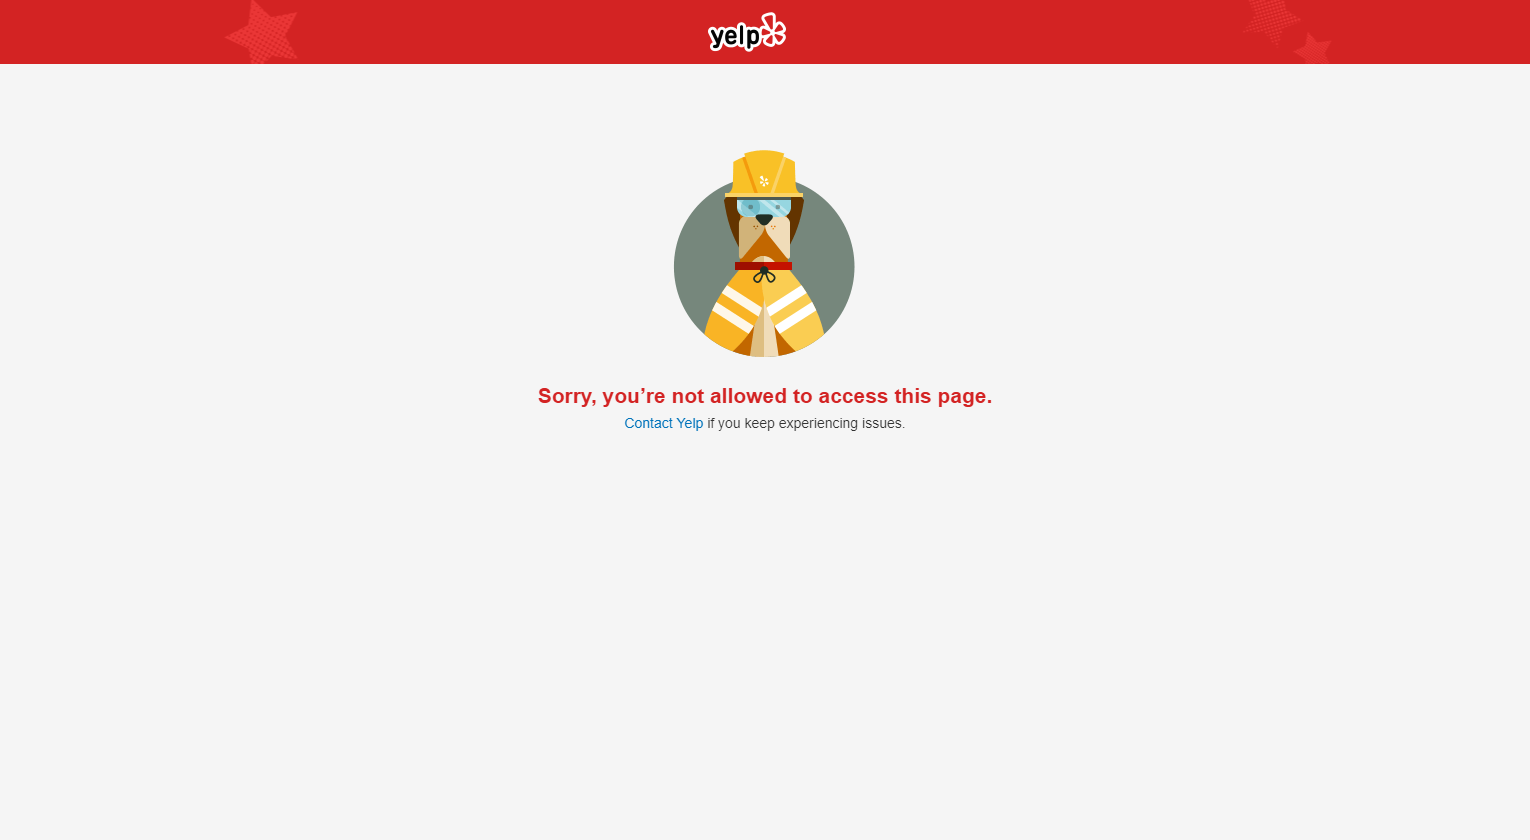 yelp
Sorry, you’re not allowed to access this page.
Contact Yelp if you keep experiencing issues.